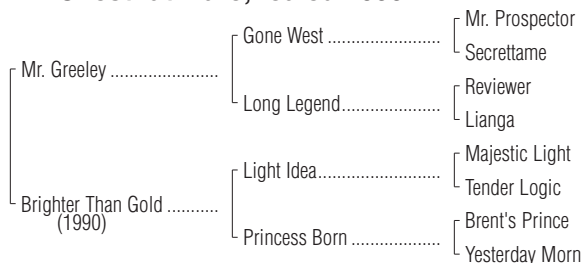 Mr. Prospector
Gone West ........................
Secrettame
Mr. Greeley ......................
Reviewer
Long Legend.....................
Lianga
Majestic Light
Light Idea..........................
Tender Logic
Brighter Than Gold ..........
(1990)
Brent's Prince
Princess Born ...................
Yesterday Morn